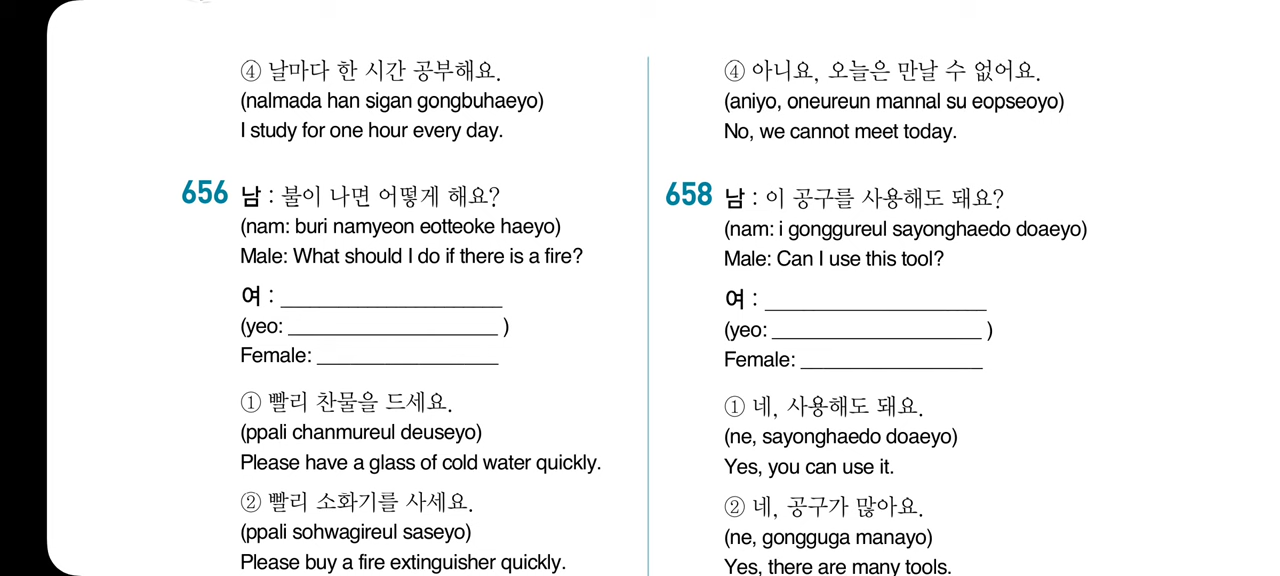 ④ 날마다 한 시간 공부해요.
(nalmada han sigan gongbuhaeyo)
I study for one hour every day.
656 남 : 불이 나면 어떻게 해요?
(nam: buri namyeon eotteoke haeyo)
Male: What should I do if there is a fire?
여 : ____________________
(yeo: ____________________ )
Female: _________________
① 빨리 찬물을 드세요.
(ppali chanmureul deuseyo)
Please have a glass of cold water quickly.
② 빨리 소화기를 사세요.
(ppali sohwagireul saseyo)
Please buy a fire extinguisher quickly.
④ 아니요, 오늘은 만날 수 없어요.
(aniyo, oneureun mannal su eopseoyo)
No, we cannot meet today.
658 남 : 이 공구를 사용해도 돼요?
(nam: i gonggureul sayonghaedo doaeyo)
Male: Can I use this tool?
여 : ____________________
(yeo: ____________________ )
Female: _________________
① 네, 사용해도 돼요.
(ne, sayonghaedo doaeyo)
Yes, you can use it.
② 네, 공구가 많아요.
(ne, gongguga manayo)
Yes, there are many tools.